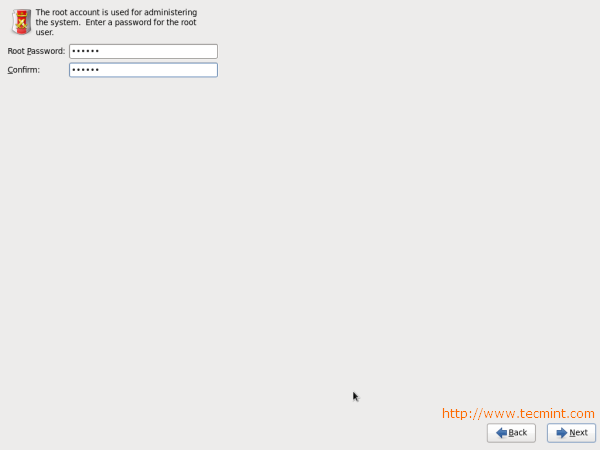 The root account is used for administering
the system.  Enter a password for the root
user.
Root Password: ••••••
Confirm: ••••••
http://www.tecmint.com
Back
Next